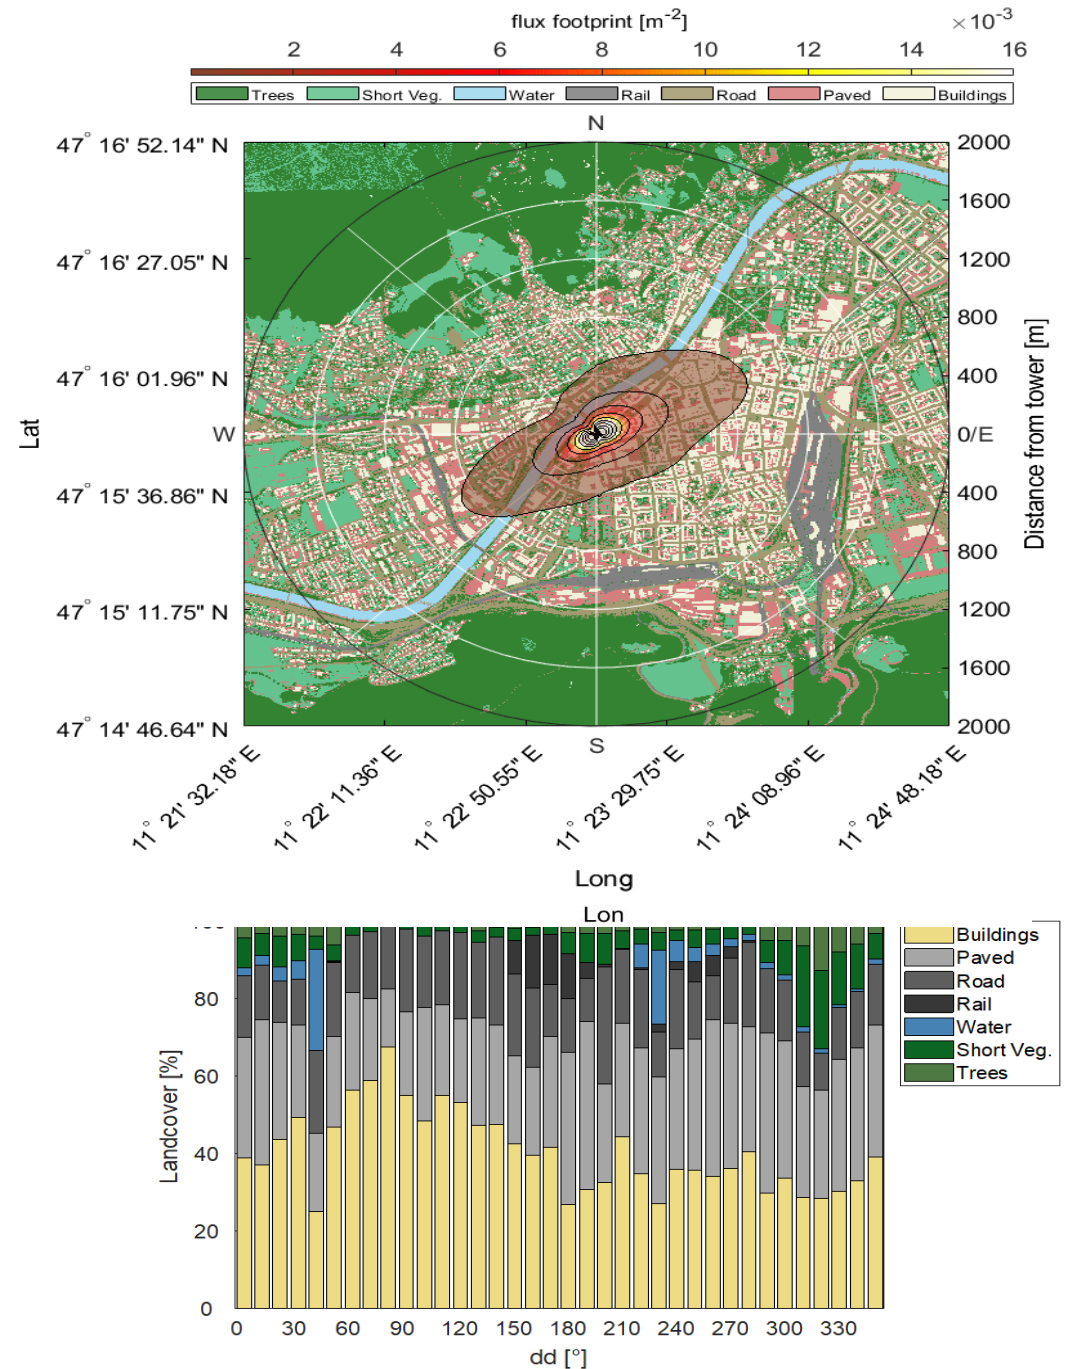 flux footprint [m-2]
×10-3
2 4 6 8 10 12 14 16
Trees Short Veg. Water Rail Road Paved Buildings
N
47° 16' 52.14" N
47° 16' 27.05" N
47° 16' 01.96" N
47° 15' 36.86" N
47° 15' 11.75" N
47° 14' 46.64" N
Lat
W
S
2000
1600
1200
800
400
0/E
400
800
1200
1600
2000
Distance from tower [m]
11° 21' 32.18" E
11° 22' 11.36" E
11° 22' 50.55" E
11° 23' 29.75" E
11° 24' 08.96" E
11° 24' 48.18" E
Long
Lon
80
60
40
20
0
Landcover [%]
0 30 60 90 120 150 180 210 240 270 300 330
dd [°]
Buildings
Paved
Road
Rail
Water
Short Veg.
Trees